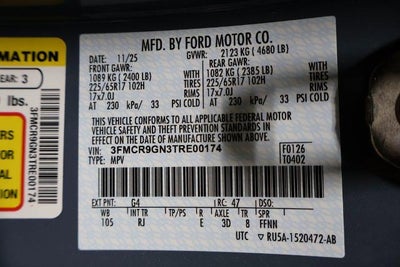 MFD. BY FORD MOTOR CO.
DATE: 11/25 GVWR: 2123 KG (4680 LB)
FRONT GAWR: REAR GAWR:
1089 KG (2400 LB) WITH 1082 KG (2385 LB) WITH
225/65R17 102H TIRES 225/65R17 102H TIRES
17x7.0J RIMS 17x7.0J RIMS
AT 230 kPa/ 33 PSI COLD AT 230 kPa/ 33 PSI COLD
THIS VEHICLE CONFORMS TO ALL APPLICABLE FEDERAL MOTOR
VEHICLE SAFETY AND THEFT PREVENTION STANDARDS IN
EFFECT ON THE DATE OF MANUFACTURE SHOWN ABOVE.
VIN: 3FMCR9GN3TRE00174 F0126
TYPE: MPV T0402
EXT PNT: G4 RC: 47 DSO:
WB INT TR TP/PS R AXLE TR SPR
105 RJ E 3D 8 FFNN
UTC ▽ RU5A-1520472-AB
RMATION
EAR: 3
lbs.
3FMCR9GN3TRE00174